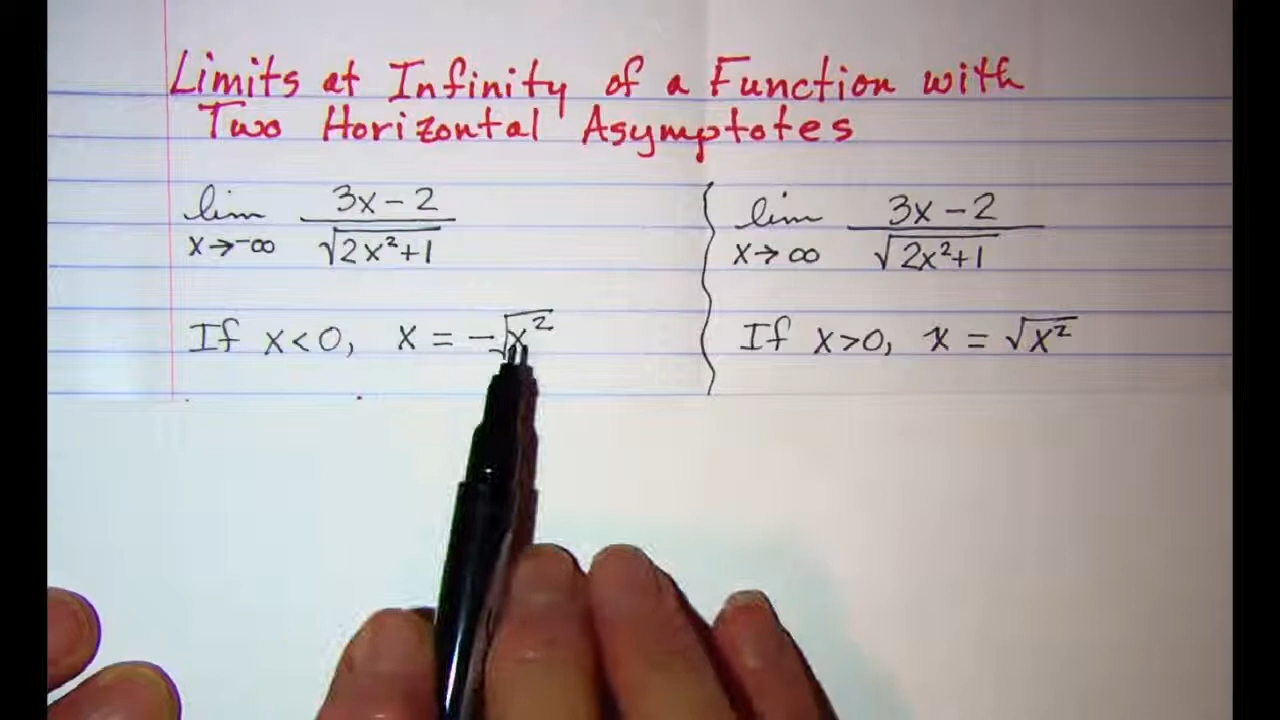 Limits at Infinity of a Function with
Two Horizontal Asymptotes
lim x→-∞ (3x-2)/√(2x²+1)
If x<0, x = -√x²
lim x→∞ (3x-2)/√(2x²+1)
If x>0, x = √x²